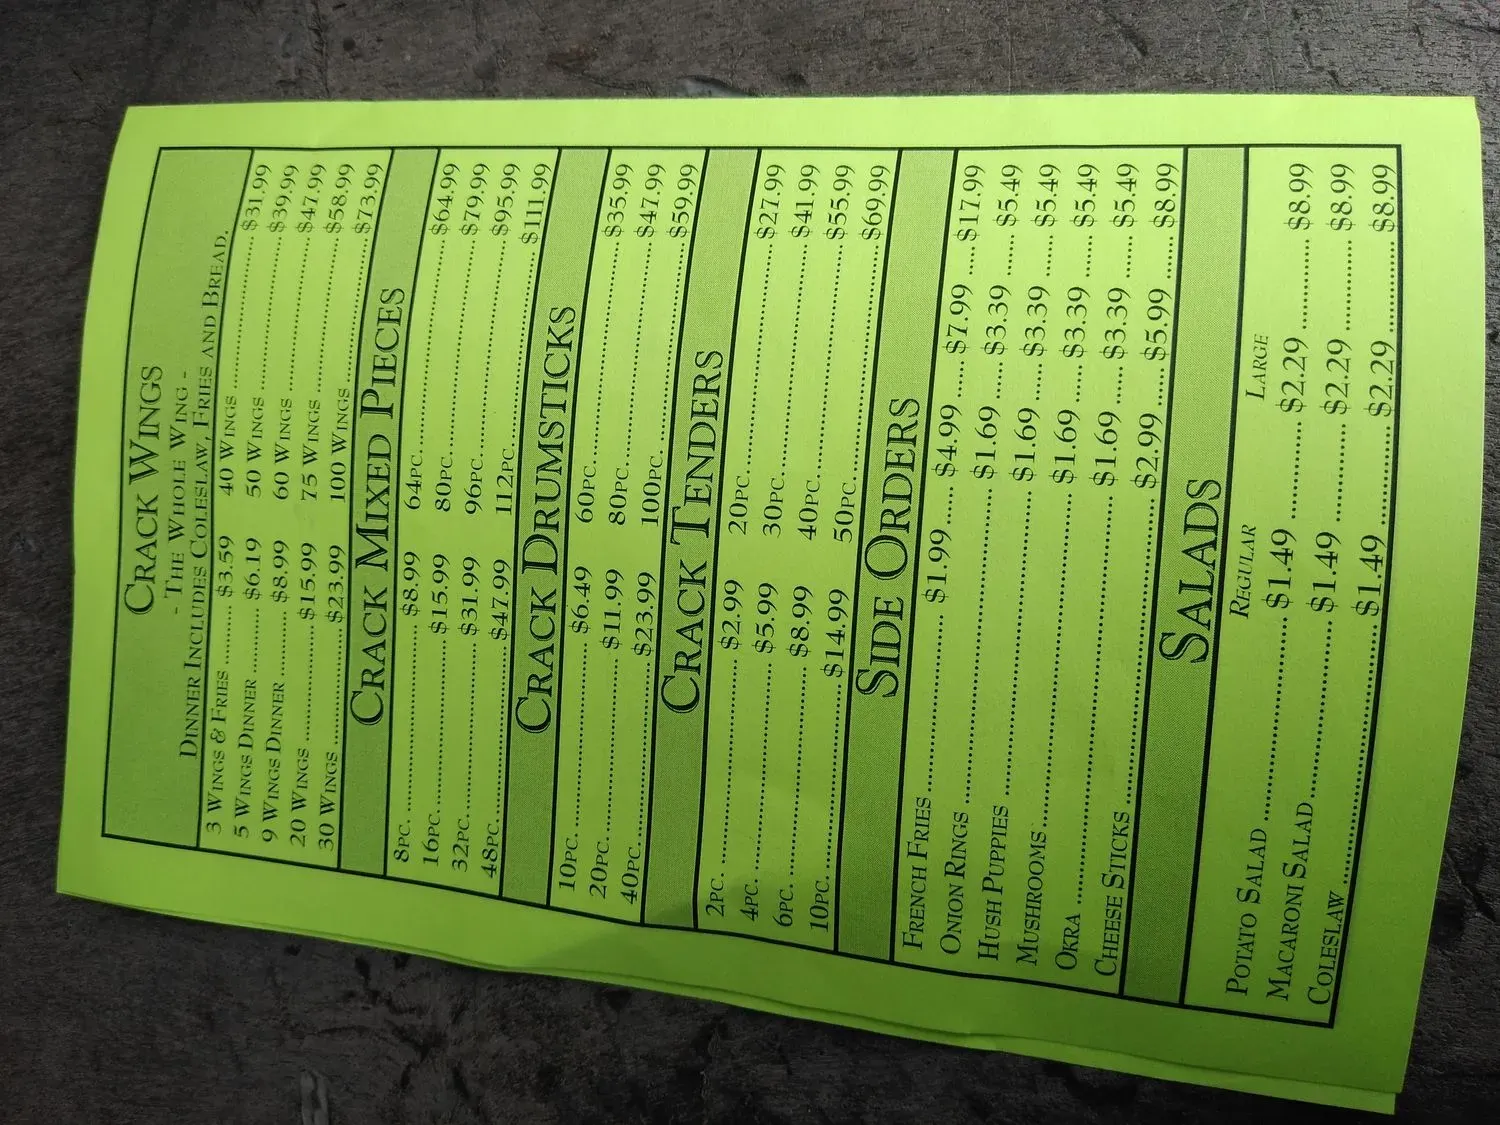 CRACK WINGS
- THE WHOLE WING -
DINNER INCLUDES COLESLAW, FRIES AND BREAD.
3 WINGS & FRIES ........ $3.59 40 WINGS ........................ $31.99
5 WINGS DINNER ........ $6.19 50 WINGS ........................ $39.99
9 WINGS DINNER ........ $8.99 60 WINGS ........................ $47.99
20 WINGS ................ $15.99 75 WINGS ........................ $58.99
30 WINGS ................ $23.99 100 WINGS ........................ $73.99
CRACK MIXED PIECES
8PC. ........................ $8.99 64PC. ........................ $64.99
16PC. ........................ $15.99 80PC. ........................ $79.99
32PC. ........................ $31.99 96PC. ........................ $95.99
48PC. ........................ $47.99 112PC. ........................ $111.99
CRACK DRUMSTICKS
10PC. ........................ $6.49 60PC. ........................ $35.99
20PC. ........................ $11.99 80PC. ........................ $47.99
40PC. ........................ $23.99 100PC. ........................ $59.99
CRACK TENDERS
2PC. ........................ $2.99 20PC. ........................ $27.99
4PC. ........................ $5.99 30PC. ........................ $41.99
6PC. ........................ $8.99 40PC. ........................ $55.99
10PC. ........................ $14.99 50PC. ........................ $69.99
SIDE ORDERS
FRENCH FRIES ................ $1.99 ........ $4.99 ..... $7.99 ..... $17.99
ONION RINGS ........................ $1.69 ..... $3.39 ..... $5.49
HUSH PUPPIES ........................ $1.69 ..... $3.39 ..... $5.49
MUSHROOMS ........................ $1.69 ..... $3.39 ..... $5.49
OKRA ........................ $1.69 ..... $3.39 ..... $5.49
CHEESE STICKS ........................ $2.99 ..... $5.99 ..... $8.99
SALADS
REGULAR LARGE
POTATO SALAD ................ $1.49 ............ $2.29 ............ $8.99
MACARONI SALAD ................ $1.49 ............ $2.29 ............ $8.99
COLESLAW ................ $1.49 ............ $2.29 ............ $8.99